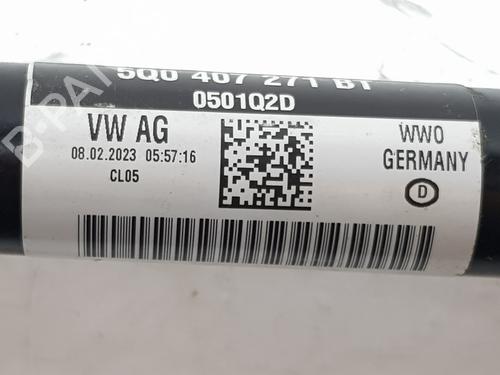 5Q0 407 271 BT
0501Q2D
VW AG
08.02.2023 05:57:16
CL05
WWO
GERMANY
D